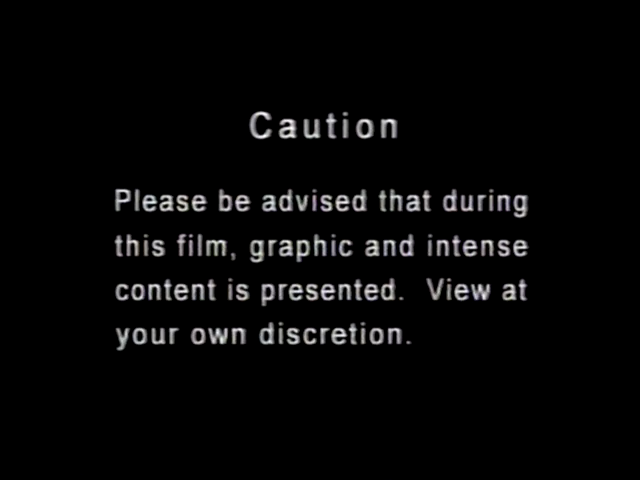 Caution
Please be advised that during
this film, graphic and intense
content is presented.  View at
your own discretion.